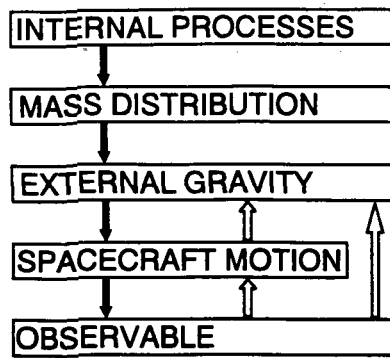 INTERNAL PROCESSES
MASS DISTRIBUTION
EXTERNAL GRAVITY
SPACECRAFT MOTION
OBSERVABLE